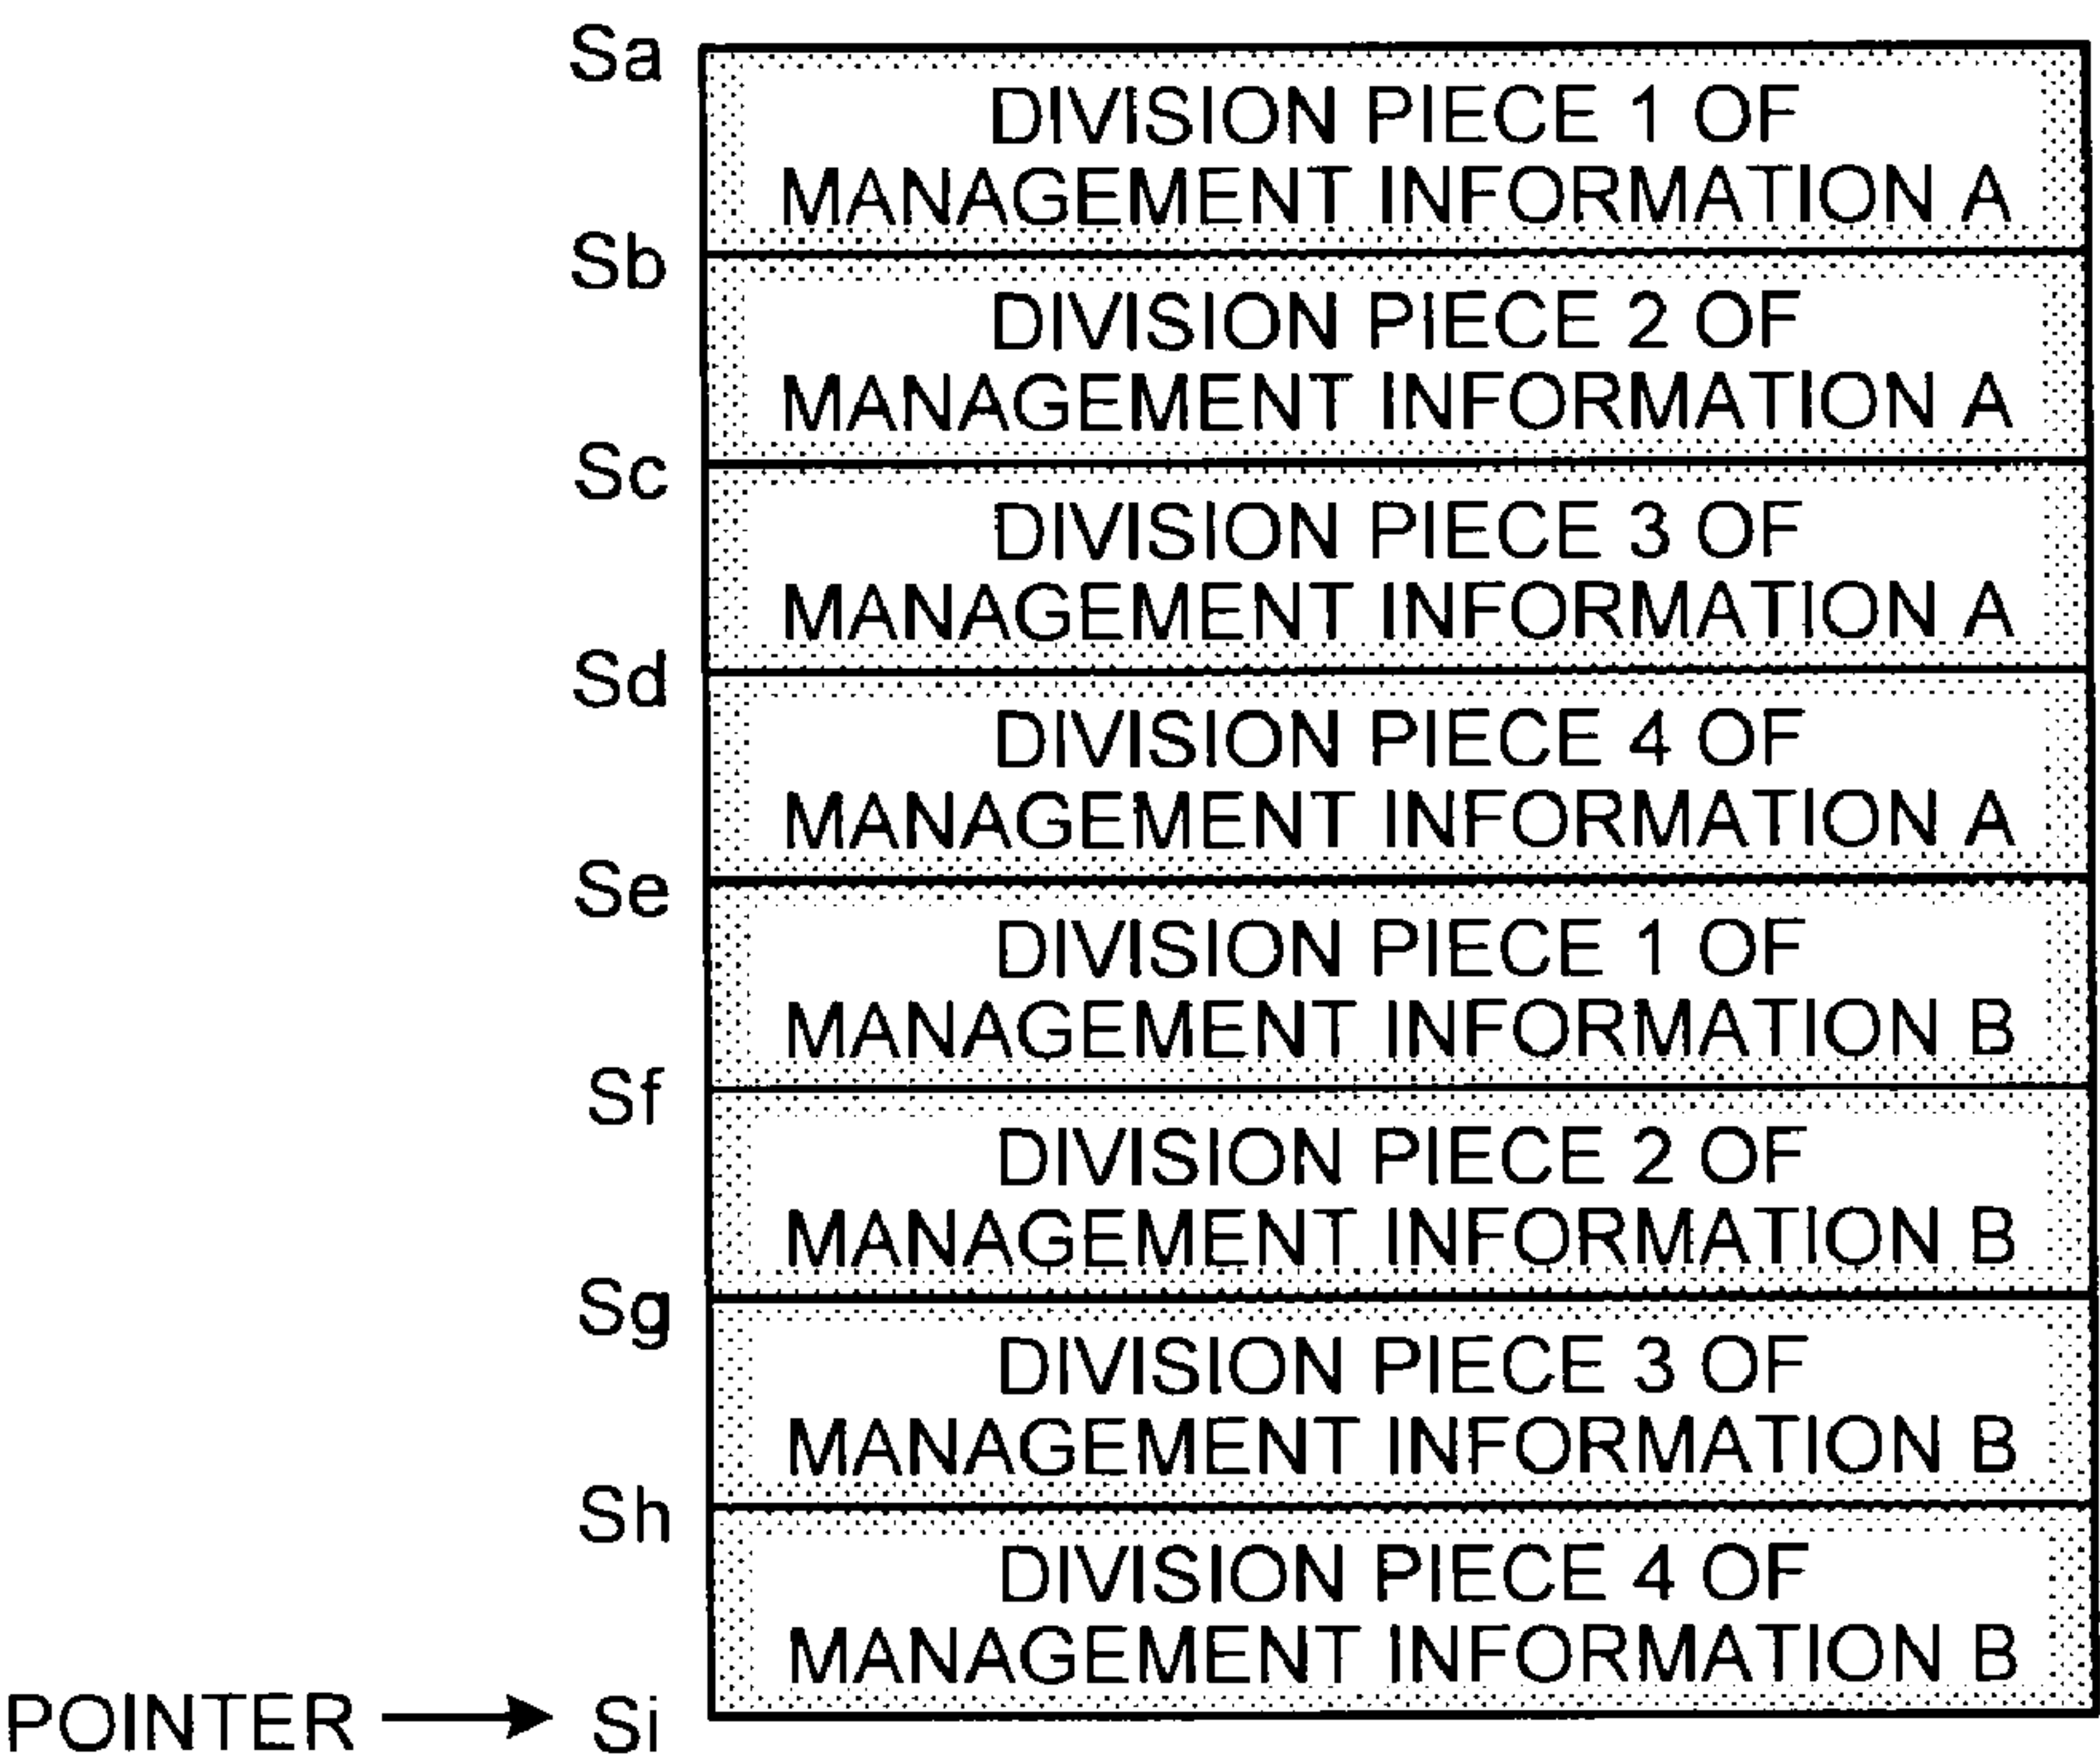 Sa
DIVISION PIECE 1 OF
MANAGEMENT INFORMATION A
Sb
DIVISION PIECE 2 OF
MANAGEMENT INFORMATION A
Sc
DIVISION PIECE 3 OF
MANAGEMENT INFORMATION A
Sd
DIVISION PIECE 4 OF
MANAGEMENT INFORMATION A
Se
DIVISION PIECE 1 OF
MANAGEMENT INFORMATION B
Sf
DIVISION PIECE 2 OF
MANAGEMENT INFORMATION B
Sg
DIVISION PIECE 3 OF
MANAGEMENT INFORMATION B
Sh
DIVISION PIECE 4 OF
MANAGEMENT INFORMATION B
POINTER → Si